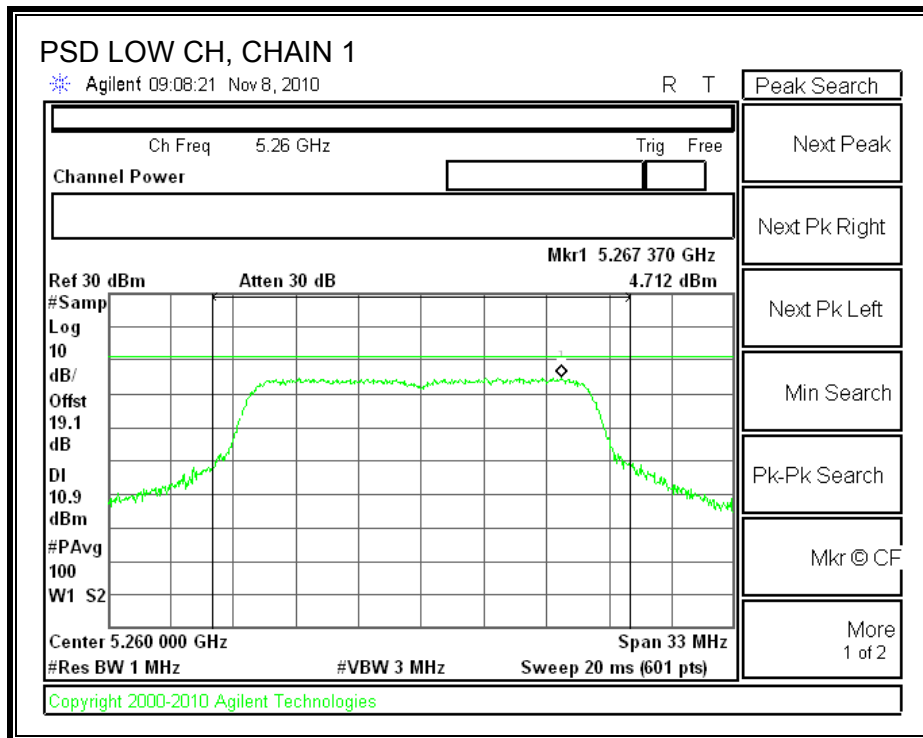 PSD LOW CH, CHAIN 1
Agilent 09:08:21 Nov 8, 2010
R T
Peak Search
Ch Freq 5.26 GHz
Trig Free
Channel Power
Next Peak
Next Pk Right
Mkr1 5.267 370 GHz
Ref 30 dBm
Atten 30 dB
4.712 dBm
#Samp
Log
10
dB/
Offst
19.1
dB
DI
10.9
dBm
#PAvg
100
W1 S2
1
Next Pk Left
Min Search
Pk-Pk Search
Mkr © CF
More
1 of 2
Center 5.260 000 GHz
Span 33 MHz
#Res BW 1 MHz
#VBW 3 MHz
Sweep 20 ms (601 pts)
Copyright 2000-2010 Agilent Technologies